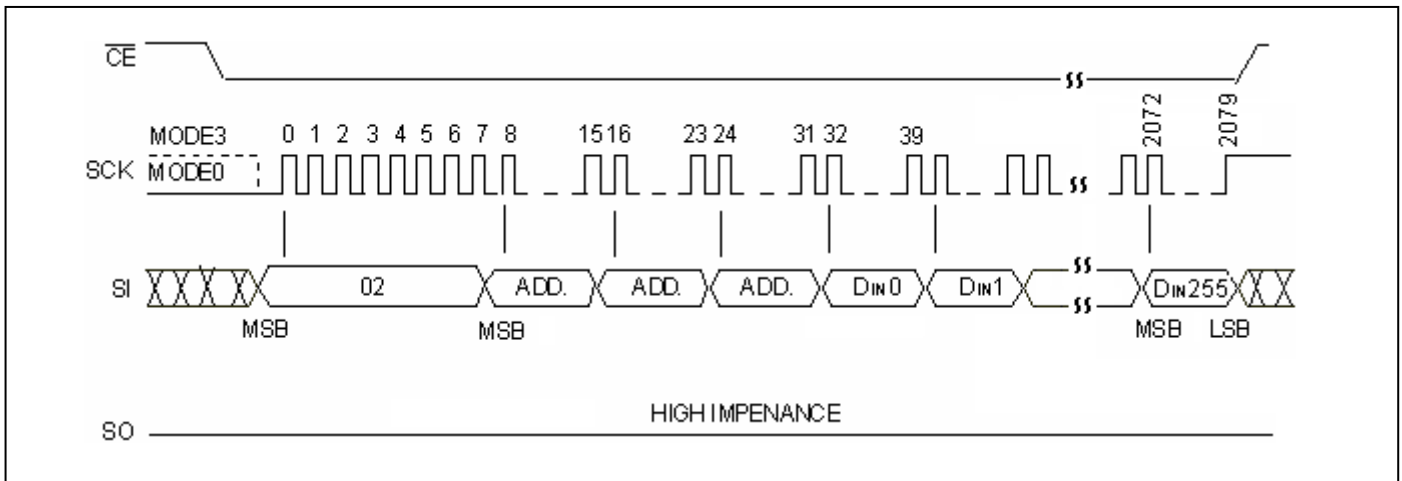 CE
MODE3
0 1 2 3 4 5 6 7 8 15 16 23 24 31 32 39 2072 2079
SCK MODE0
SI 02 ADD. ADD. ADD. DIN0 DIN1 DIN255
MSB MSB MSB LSB
HIGH IMPENANCE
SO